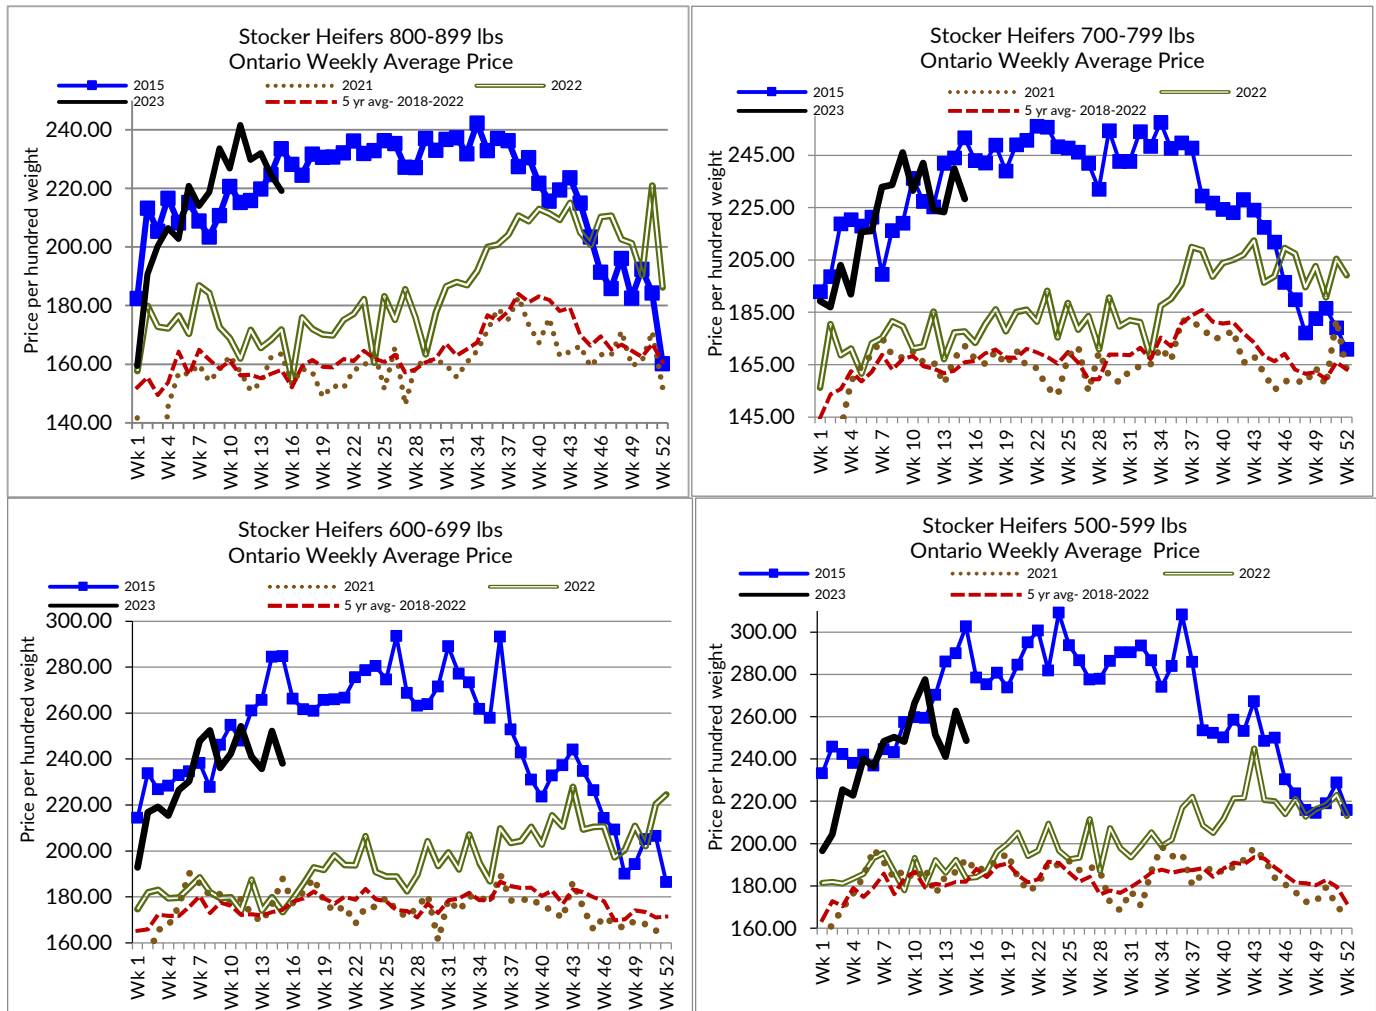 Stocker Heifers 800-899 lbs
Ontario Weekly Average Price
2015
2021
2022
2023
5 yr avg- 2018-2022
Price per hundred weight
240.00
220.00
200.00
180.00
160.00
140.00
Wk 1
Wk 4
Wk 7
Wk 10
Wk 13
Wk 16
Wk 19
Wk 22
Wk 25
Wk 28
Wk 31
Wk 34
Wk 37
Wk 40
Wk 43
Wk 46
Wk 49
Wk 52
Stocker Heifers 700-799 lbs
Ontario Weekly Average Price
2015
2021
2022
2023
5 yr avg- 2018-2022
Price per hundred weight
245.00
225.00
205.00
185.00
165.00
145.00
Wk 1
Wk 4
Wk 7
Wk 10
Wk 13
Wk 16
Wk 19
Wk 22
Wk 25
Wk 28
Wk 31
Wk 34
Wk 37
Wk 40
Wk 43
Wk 46
Wk 49
Wk 52
Stocker Heifers 600-699 lbs
Ontario Weekly Average Price
2015
2021
2022
2023
5 yr avg- 2018-2022
Price per hundred weight
300.00
280.00
260.00
240.00
220.00
200.00
180.00
160.00
Wk 1
Wk 4
Wk 7
Wk 10
Wk 13
Wk 16
Wk 19
Wk 22
Wk 25
Wk 28
Wk 31
Wk 34
Wk 37
Wk 40
Wk 43
Wk 46
Wk 49
Wk 52
Stocker Heifers 500-599 lbs
Ontario Weekly Average  Price
2015
2021
2022
2023
5 yr avg- 2018-2022
Price per hundred weight
300.00
280.00
260.00
240.00
220.00
200.00
180.00
160.00
Wk 1
Wk 4
Wk 7
Wk 10
Wk 13
Wk 16
Wk 19
Wk 22
Wk 25
Wk 28
Wk 31
Wk 34
Wk 37
Wk 40
Wk 43
Wk 46
Wk 49
Wk 52